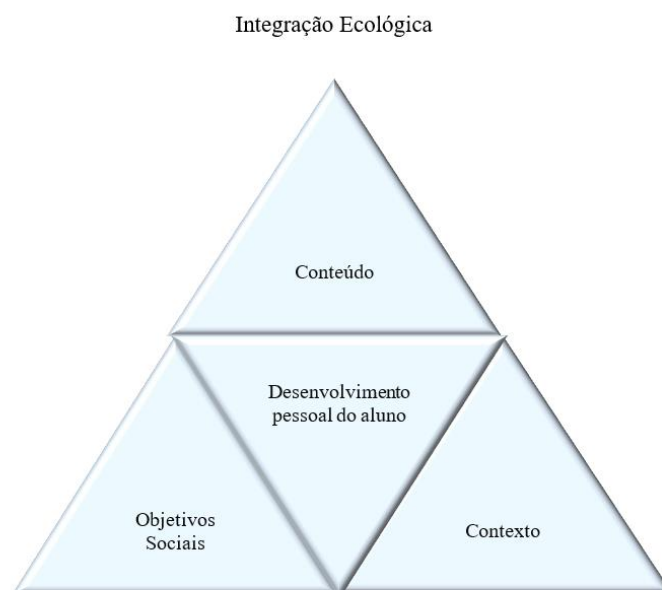 Integração Ecológica
Conteúdo
Desenvolvimento
pessoal do aluno
Objetivos
Sociais
Contexto